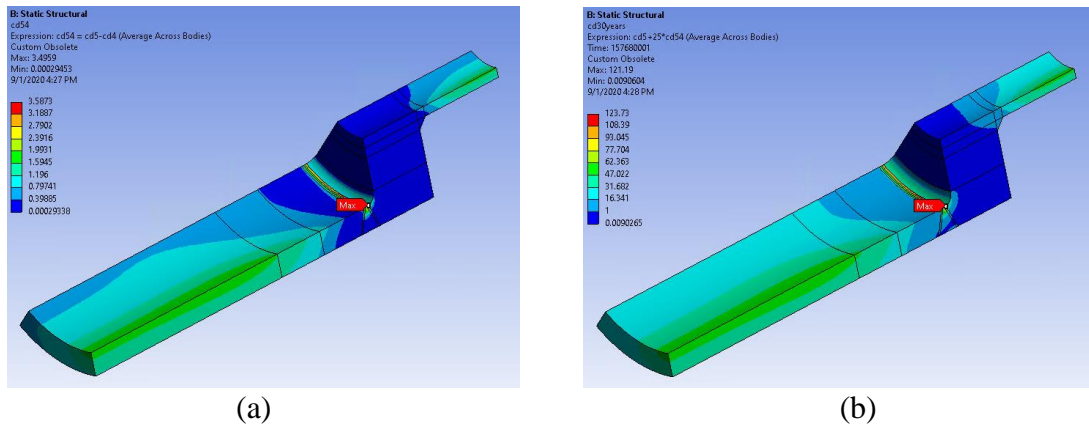 B: Static Structural
cd54
Expression: cd54 = cd5-cd4 (Average Across Bodies)
Custom Obsolete
Max: 3.4959
Min: 0.00029453
9/1/2020 4:27 PM
3.5873
3.1887
2.7902
2.3916
1.9931
1.5945
1.196
0.79741
0.39885
0.00029338
Max
(a)
B: Static Structural
cd30years
Expression: cd5+25*cd54 (Average Across Bodies)
Time: 157680001
Custom Obsolete
Max: 121.19
Min: 0.0090604
9/1/2020 4:28 PM
123.73
108.39
93.045
77.704
62.363
47.022
31.682
16.341
1
0.0090265
Max
(b)